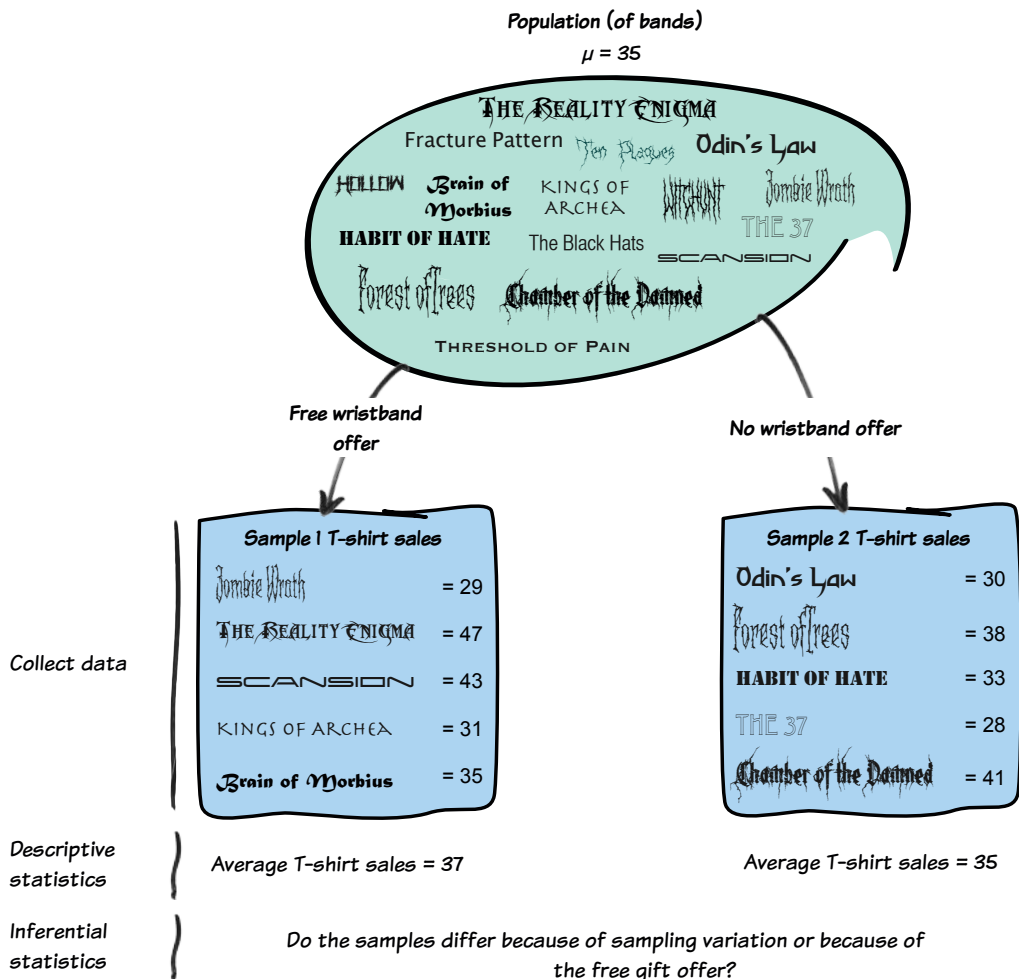 Population (of bands)
μ = 35
THE REALITY ENIGMA
Fracture Pattern
Ten Plagues
Odin's Law
HOLLOW
Brain of
Morbius
KINGS OF
ARCHEA
WITCHUNT
Zombie Wrath
THE 37
HABIT OF HATE
The Black Hats
SCANSION
Forest of Trees
Chamber of the Damned
THRESHOLD OF PAIN
Free wristband
offer
No wristband offer
Collect data
Sample 1 T-shirt sales
Zombie Wrath = 29
THE REALITY ENIGMA = 47
SCANSION = 43
KINGS OF ARCHEA = 31
Brain of Morbius = 35
Sample 2 T-shirt sales
Odin's Law = 30
Forest of Trees = 38
HABIT OF HATE = 33
THE 37 = 28
Chamber of the Damned = 41
Descriptive
statistics
Average T-shirt sales = 37
Average T-shirt sales = 35
Inferential
statistics
Do the samples differ because of sampling variation or because of
the free gift offer?